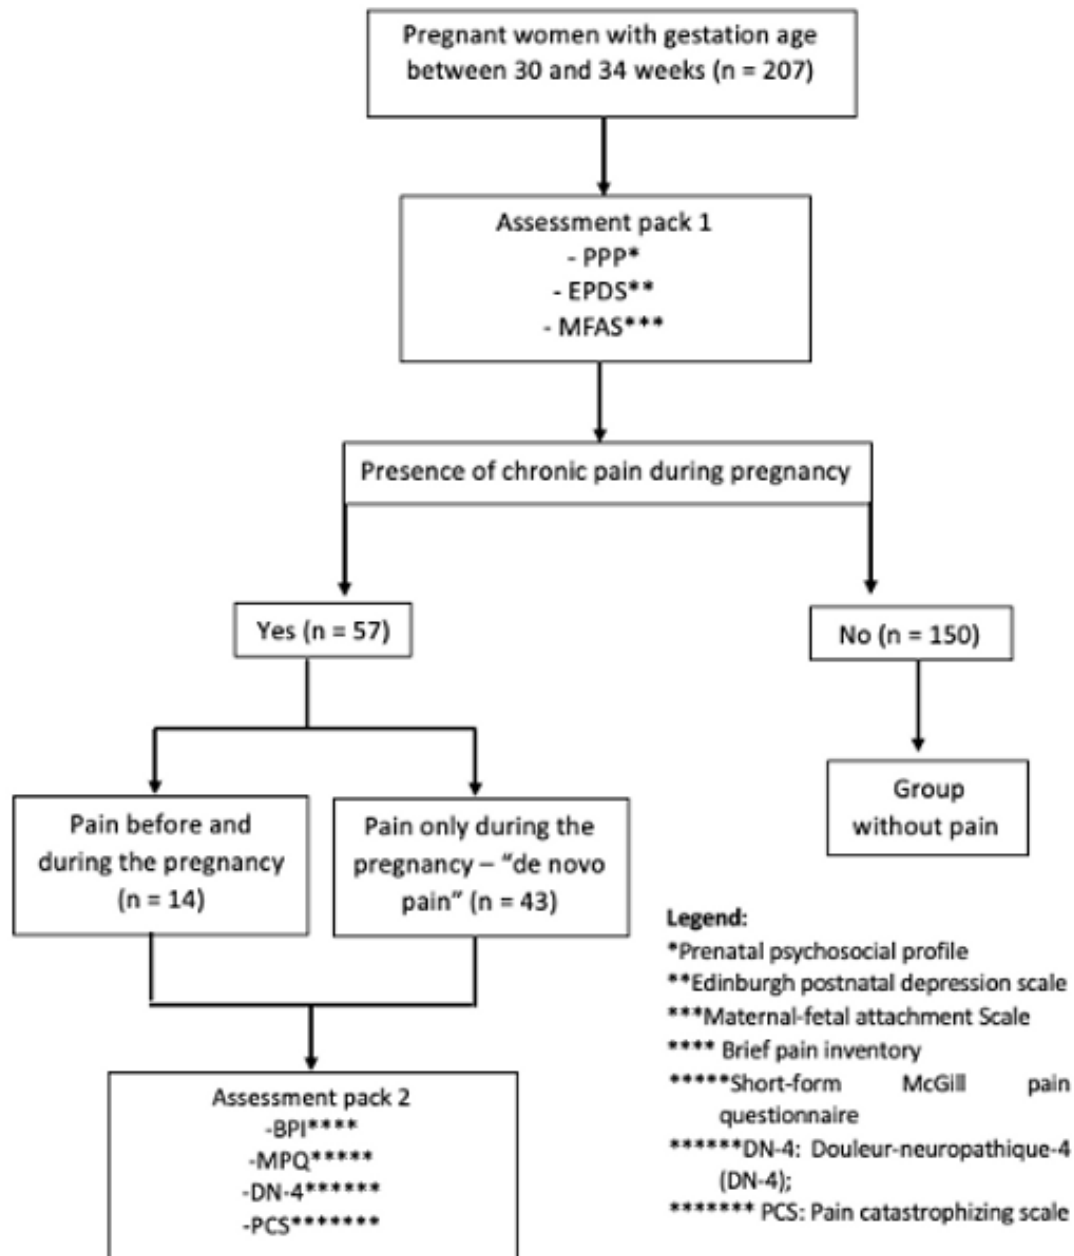 Pregnant women with gestation age
between 30 and 34 weeks (n = 207)
Assessment pack 1
- PPP*
- EPDS**
- MFAS***
Presence of chronic pain during pregnancy
Yes (n = 57)
No (n = 150)
Pain before and
during the pregnancy
(n = 14)
Pain only during the
pregnancy – “de novo
pain” (n = 43)
Group
without pain
Assessment pack 2
-BPI****
-MPQ*****
-DN-4******
-PCS*******
Legend:
*Prenatal psychosocial profile
**Edinburgh postnatal depression scale
***Maternal-fetal attachment Scale
**** Brief pain inventory
*****Short-form McGill pain
questionnaire
******DN-4: Douleur-neuropathique-4
(DN-4);
******* PCS: Pain catastrophizing scale